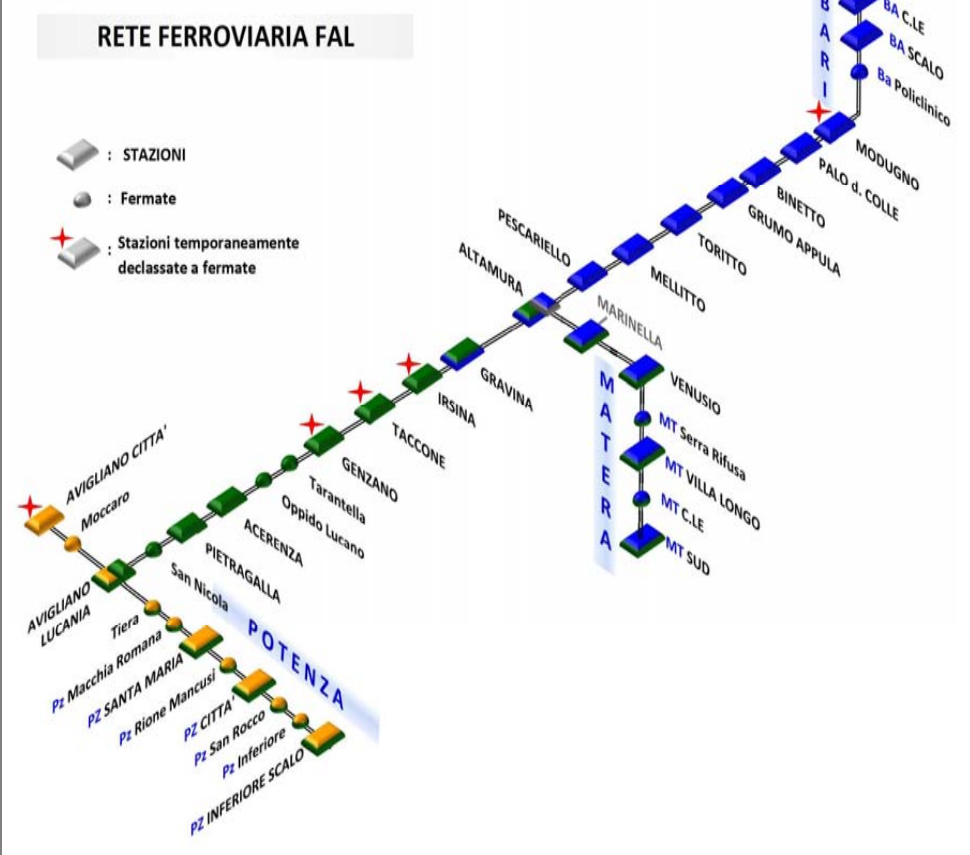 RETE FERROVIARIA FAL
: STAZIONI
: Fermate
: Stazioni temporaneamente
declassate a fermate
BARI
BA C.LE
BA SCALO
Ba Policlinico
MODUGNO
PALO d. COLLE
BINETTO
GRUMO APPULA
TORITTO
MELLITTO
PESCARIELLO
ALTAMURA
MARINELLA
VENUSIO
MATERA
MT Serra Rifusa
MT VILLA LONGO
MT C.LE
MT SUD
GRAVINA
IRSINA
TACCONE
GENZANO
Tarantella
Oppido Lucano
ACERENZA
PIETRAGALLA
San Nicola
AVIGLIANO CITTA'
Moccaro
AVIGLIANO
LUCANIA
POTENZA
Tiera
Pz Macchia Romana
PZ SANTA MARIA
Pz Rione Mancusi
PZ CITTA'
Pz San Rocco
Pz Inferiore
PZ INFERIORE SCALO